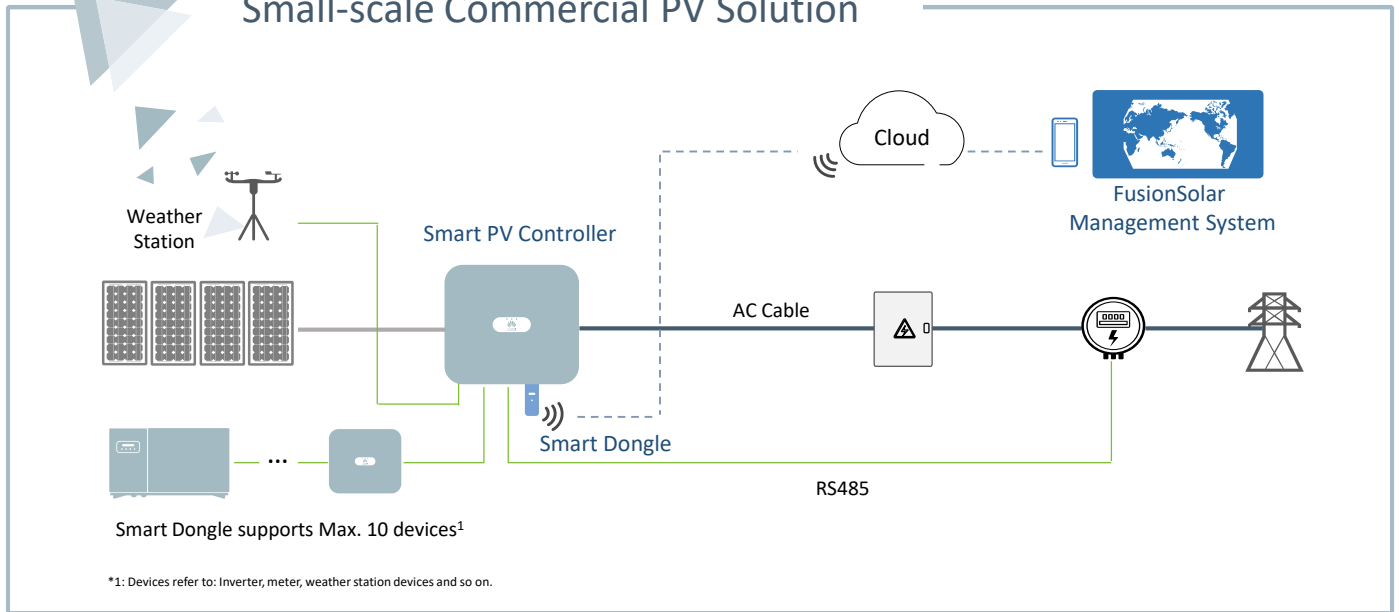 Small-scale Commercial PV Solution
Cloud
FusionSolar
Management System
Weather
Station
Smart PV Controller
AC Cable
0000
Smart Dongle
RS485
...
Smart Dongle supports Max. 10 devices¹
*1: Devices refer to: Inverter, meter, weather station devices and so on.